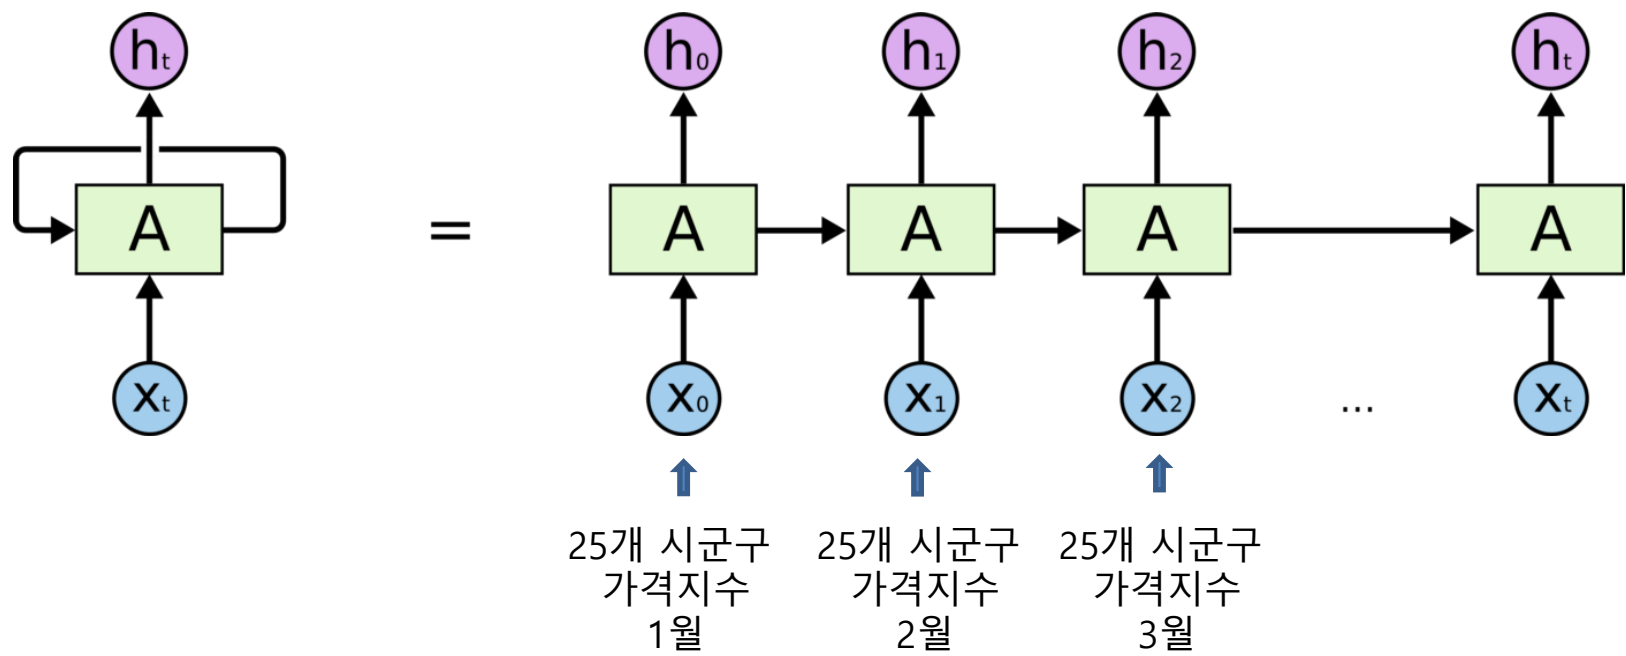 hₜ h₀ h₁ h₂ hₜ
A = A A A A
xₜ x₀ x₁ x₂ ... xₜ
25개 시군구 25개 시군구 25개 시군구
가격지수 가격지수 가격지수
1월 2월 3월